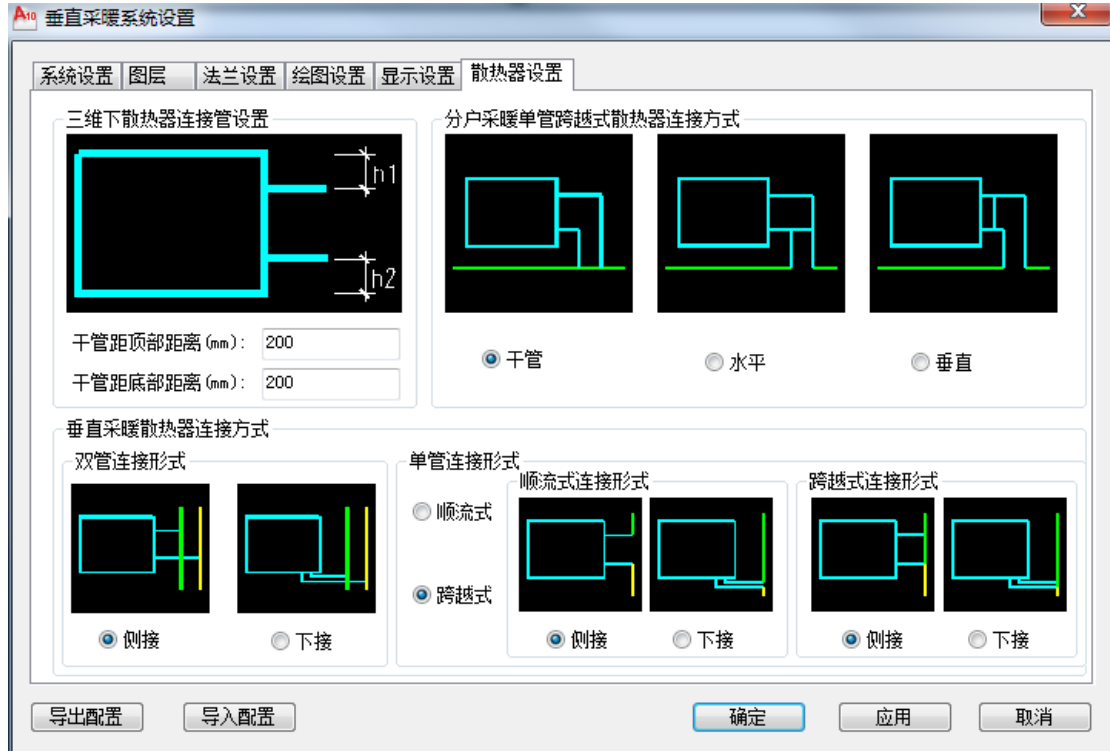 A10 垂直采暖系统设置
X
系统设置 图层 法兰设置 绘图设置 显示设置 散热器设置
三维下散热器连接管设置
h1
h2
干管距顶部距离(mm): 200
干管距底部距离(mm): 200
分户采暖单管跨越式散热器连接方式
干管 水平 垂直
垂直采暖散热器连接方式
双管连接形式
侧接 下接
单管连接形式
顺流式
跨越式
顺流式连接形式
侧接 下接
跨越式连接形式
侧接 下接
导出配置 导入配置 确定 应用 取消